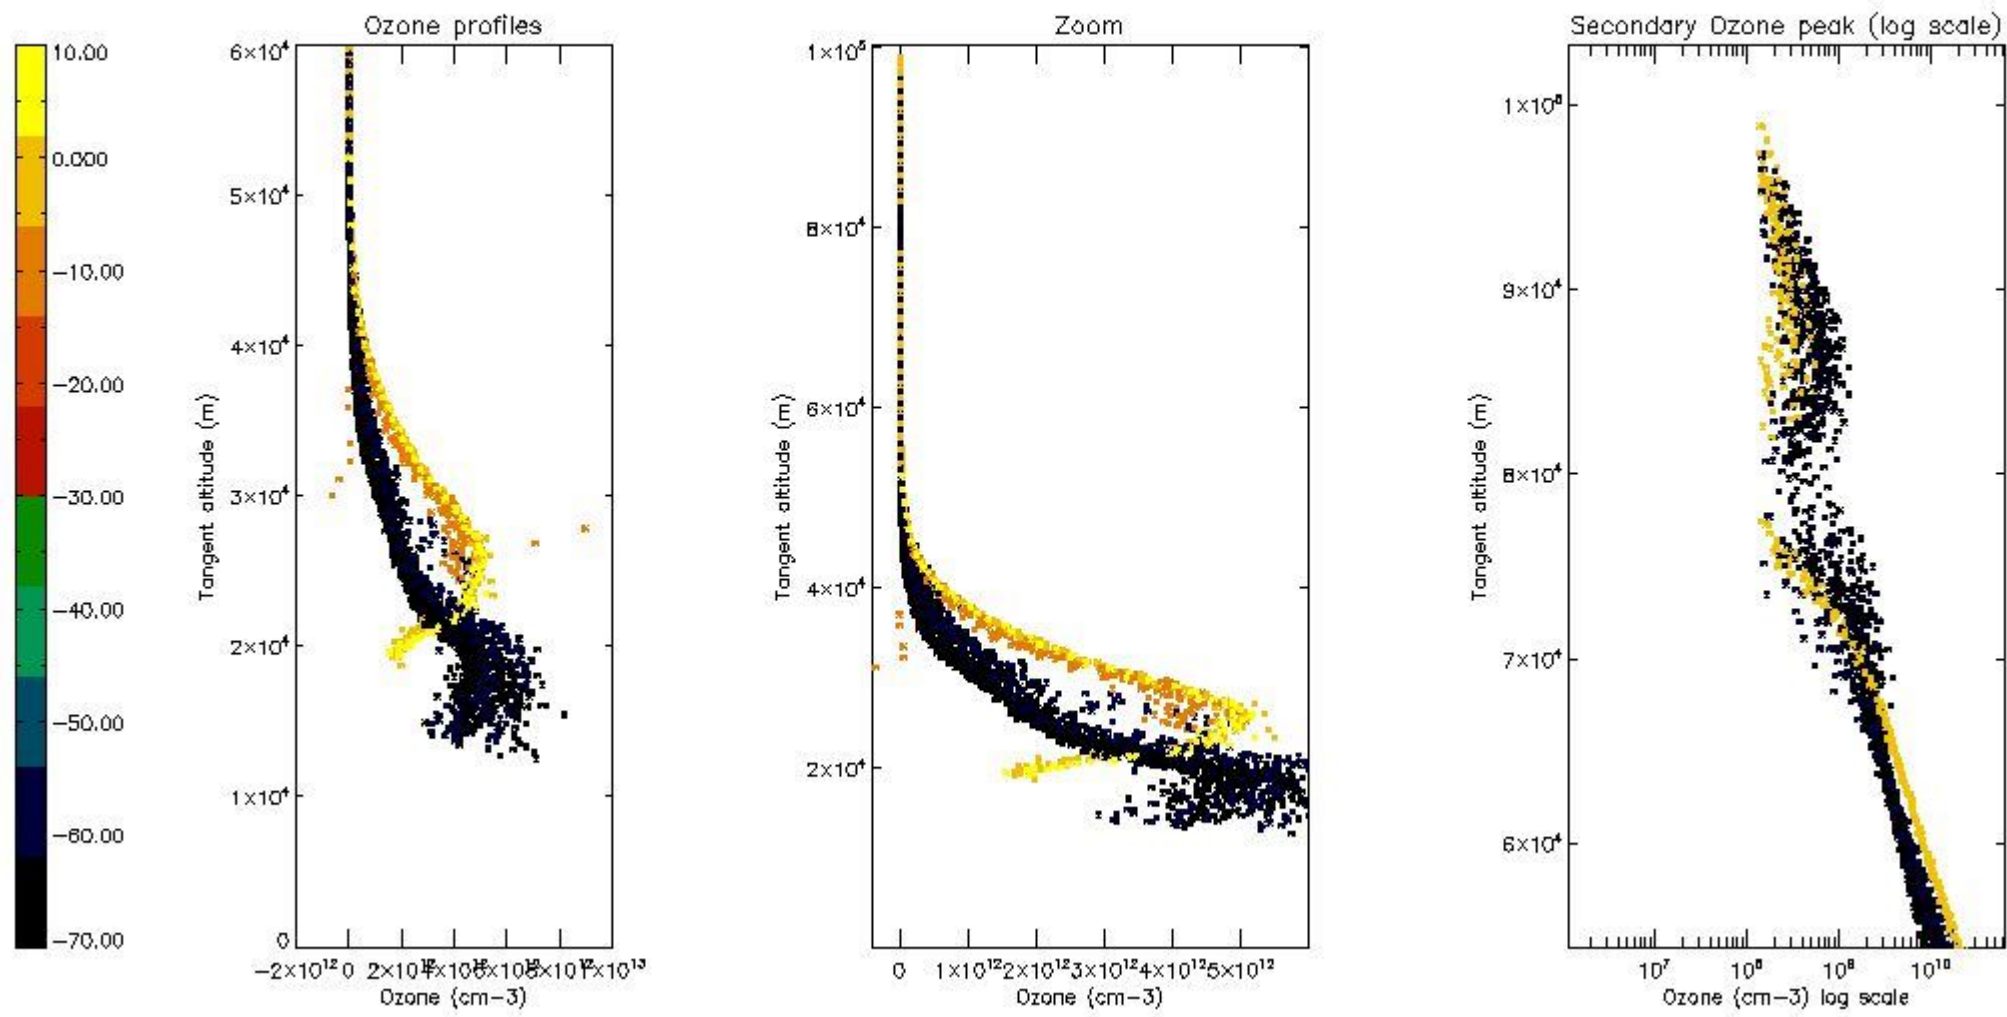 Ozone profiles
Zoom
Secondary Ozone peak (log scale)
10.00
0.000
−10.00
−20.00
−30.00
−40.00
−50.00
−60.00
−70.00
6×10⁴
5×10⁴
4×10⁴
3×10⁴
2×10⁴
1×10⁴
0
Tangent altitude (m)
−2×10¹² 0
Ozone (cm−3)
1×10⁵
8×10⁴
6×10⁴
4×10⁴
2×10⁴
Tangent altitude (m)
0 1×10¹² 2×10¹² 3×10¹² 4×10¹² 5×10¹²
Ozone (cm−3)
9×10⁴
8×10⁴
7×10⁴
6×10⁴
Tangent altitude (m)
10⁷ 10¹⁰
Ozone (cm−3) log scale